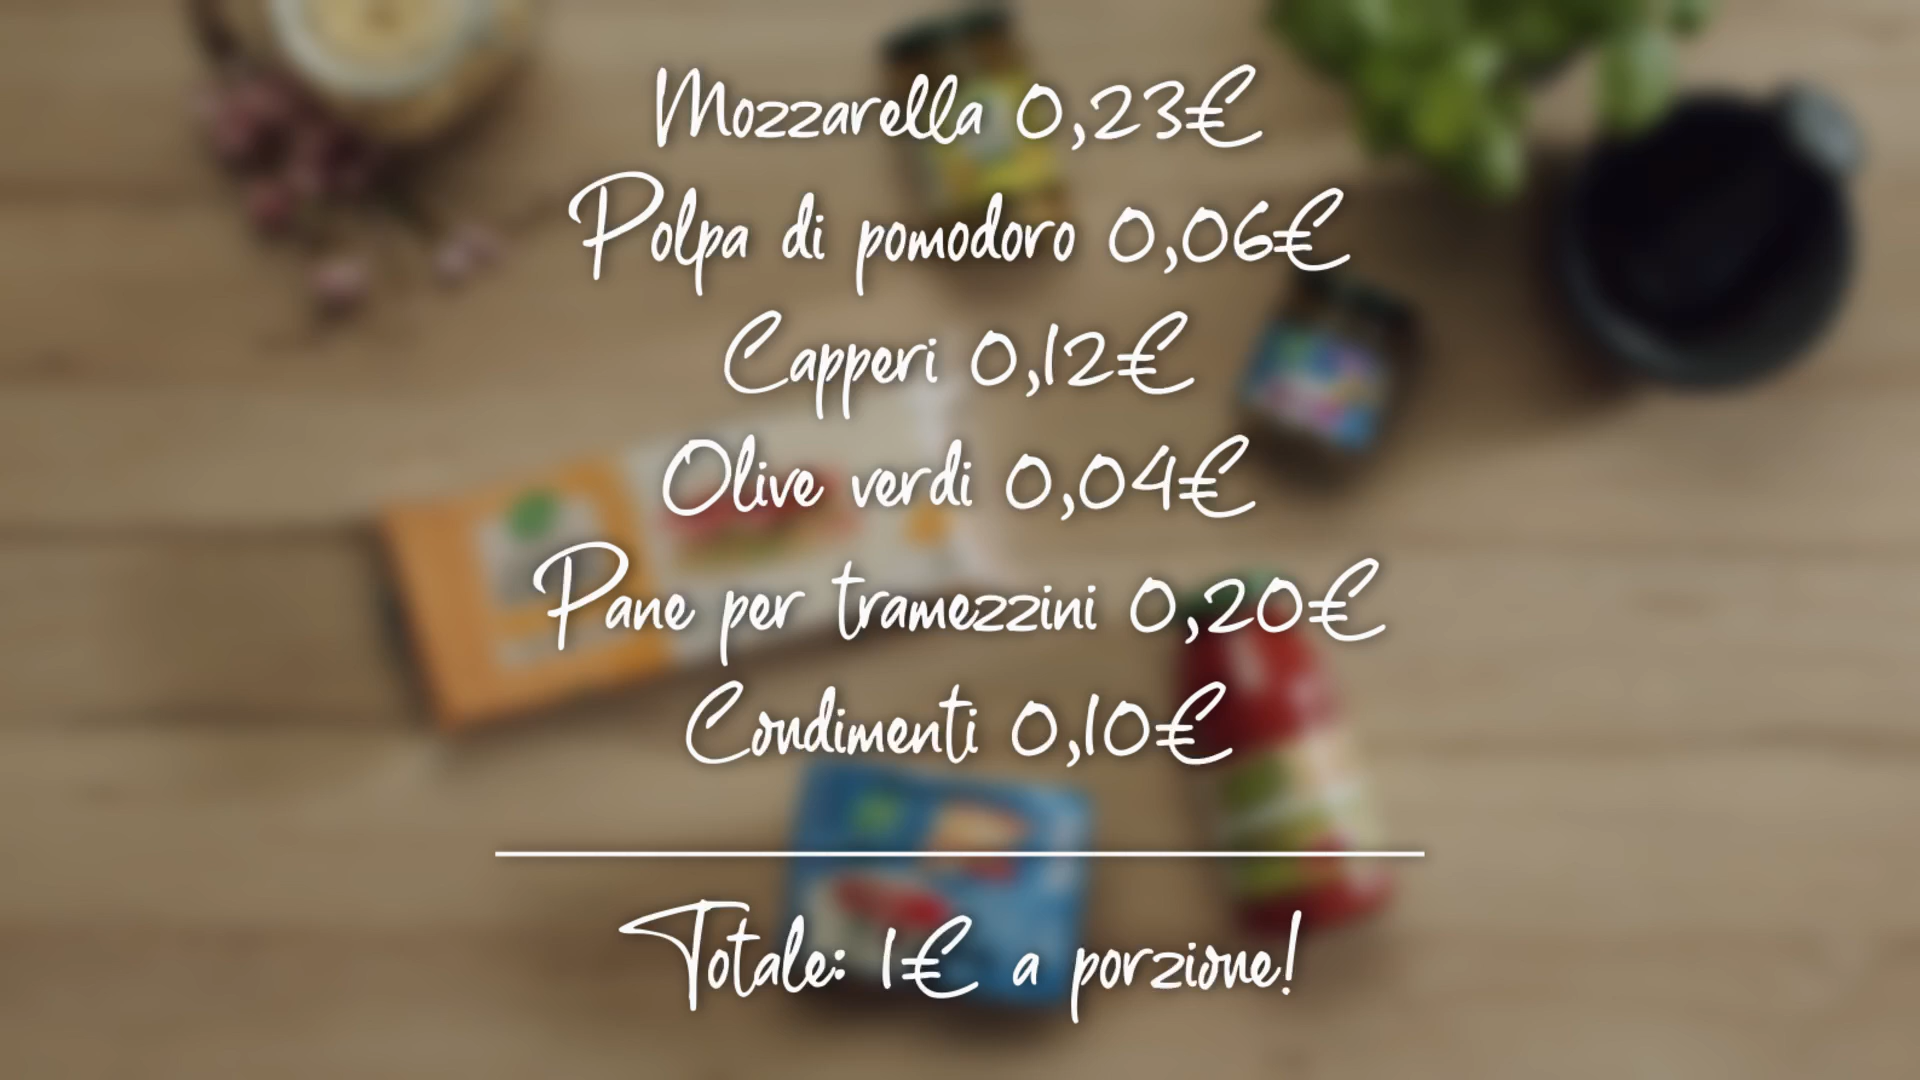 Mozzarella 0,23€
Polpa di pomodoro 0,06€
Capperi 0,12€
Olive verdi 0,04€
Pane per tramezzini 0,20€
Condimenti 0,10€
Totale: 1€ a porzione!